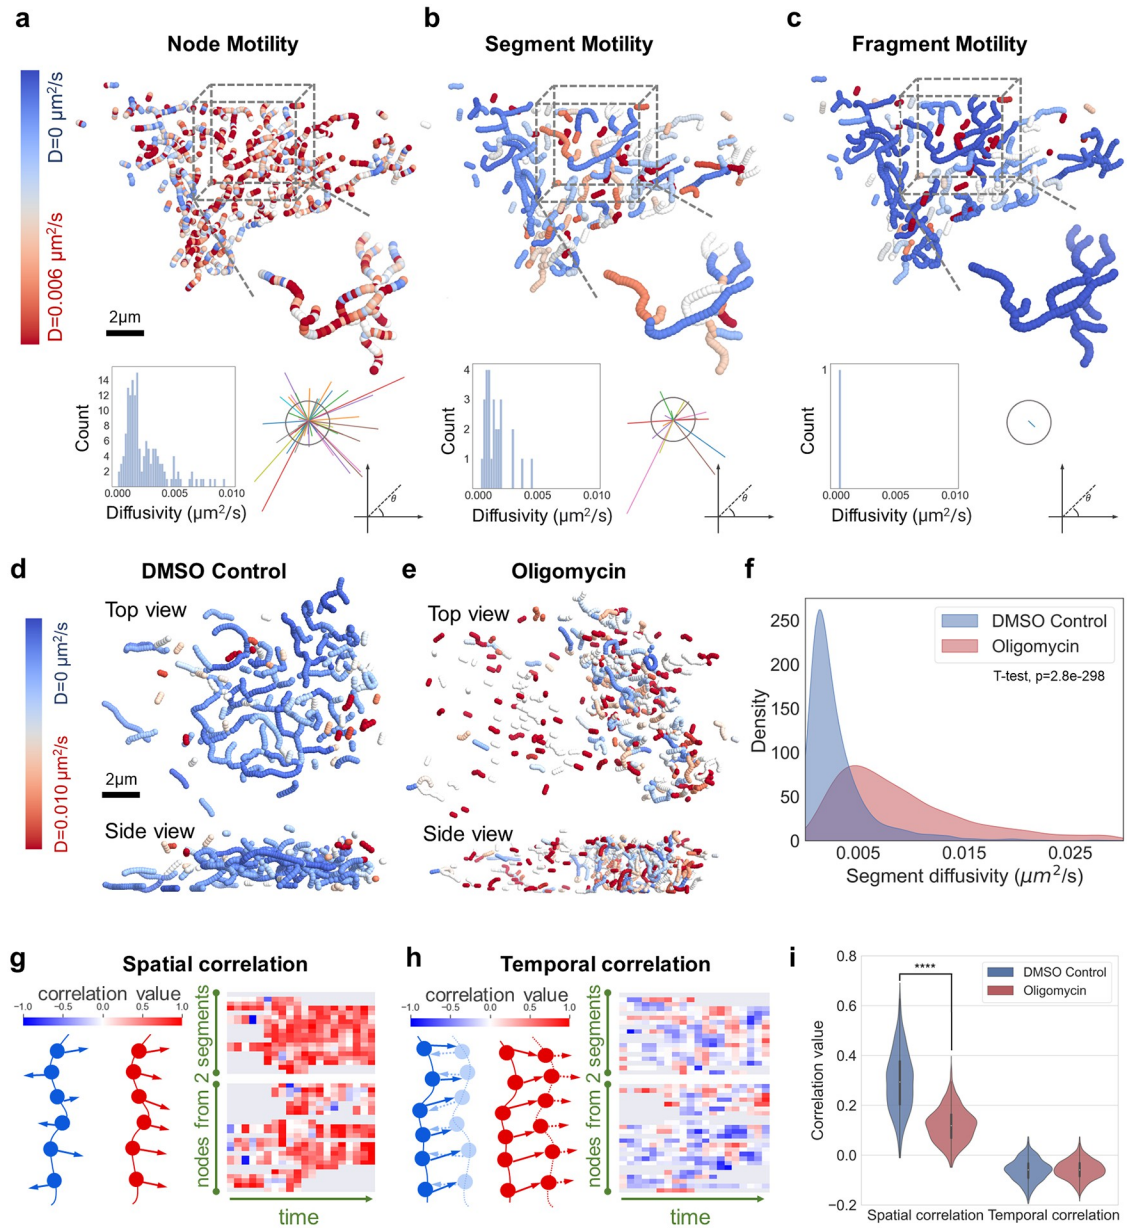 a
Node Motility
b
Segment Motility
c
Fragment Motility
D=0 µm²/s
D=0.006 µm²/s
2µm
Count
14
12
10
8
6
4
2
0.000
0.005
0.010
Diffusivity (µm²/s)
θ
Count
4
3
2
1
0.000
0.005
0.010
Diffusivity (µm²/s)
θ
Count
1
0.000
0.005
0.010
Diffusivity (µm²/s)
θ
d
DMSO Control
Top view
D=0 µm²/s
D=0.010 µm²/s
2µm
Side view
e
Oligomycin
Top view
Side view
f
250
200
150
100
50
0
Density
DMSO Control
Oligomycin
T-test, p=2.8e-298
0.005
0.015
0.025
Segment diffusivity (µm²/s)
g
Spatial correlation
correlation value
−1.0 −0.5 0.0 0.5 1.0
nodes from 2 segments
time
h
Temporal correlation
correlation value
−1.0 −0.5 0.0 0.5 1.0
nodes from 2 segments
time
i
0.8
0.6
0.4
0.2
0.0
−0.2
Correlation value
****
DMSO Control
Oligomycin
Spatial correlation Temporal correlation